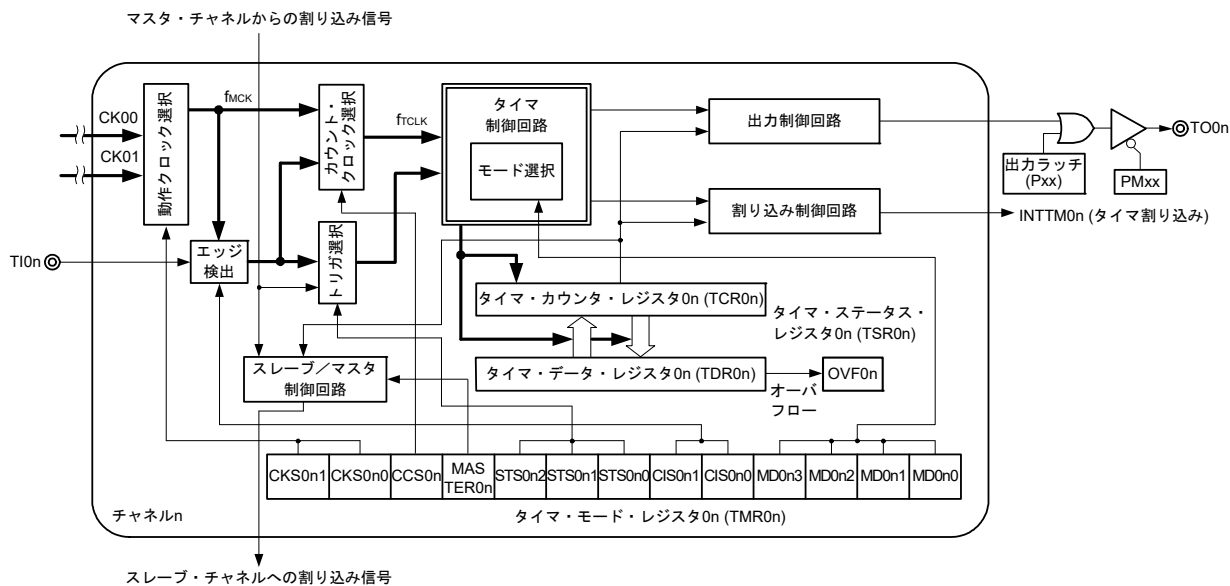 マスタ・チャネルからの割り込み信号
CK00
CK01
動作クロック選択
fMCK
カウント・
クロック選択
fTCLK
タイマ
制御回路
モード選択
出力制御回路
出力ラッチ
(Pxx)
PMxx
TO0n
割り込み制御回路
INTTM0n (タイマ割り込み)
TI0n
エッジ
検出
トリガ選択
タイマ・カウンタ・レジスタ0n (TCR0n)
タイマ・ステータス・
レジスタ0n (TSR0n)
スレーブ／マスタ
制御回路
タイマ・データ・レジスタ0n (TDR0n)
オーバ
フロー
OVF0n
CKS0n1
CKS0n0
CCS0n
MAS
TER0n
STS0n2
STS0n1
STS0n0
CIS0n1
CIS0n0
MD0n3
MD0n2
MD0n1
MD0n0
チャネルn
タイマ・モード・レジスタ0n (TMR0n)
スレーブ・チャネルへの割り込み信号